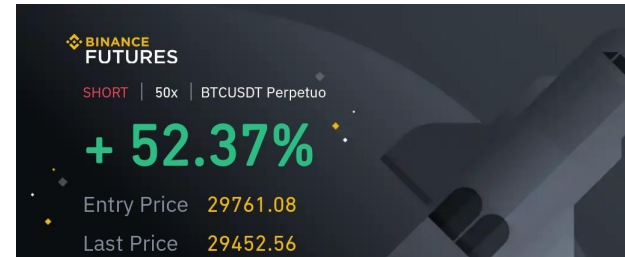 BINANCE
FUTURES
SHORT | 50x | BTCUSDT Perpetuo
+ 52.37%
Entry Price 29761.08
Last Price 29452.56